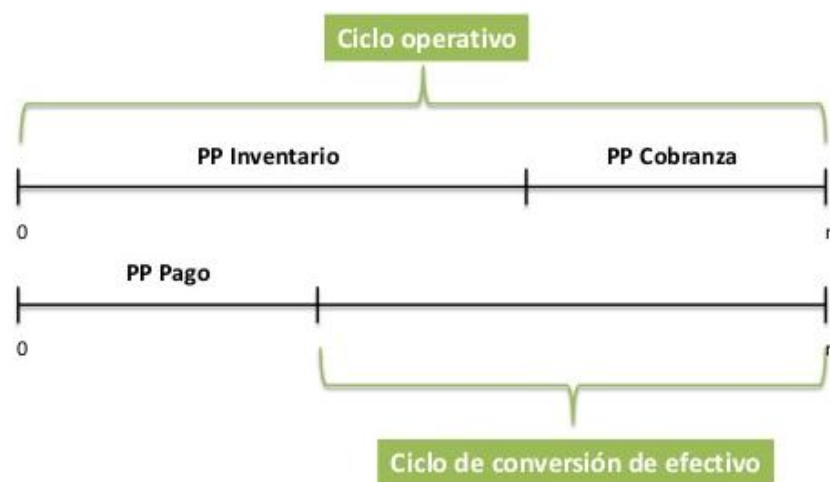 Ciclo operativo
PP Inventario PP Cobranza
0
PP Pago
0
Ciclo de conversión de efectivo